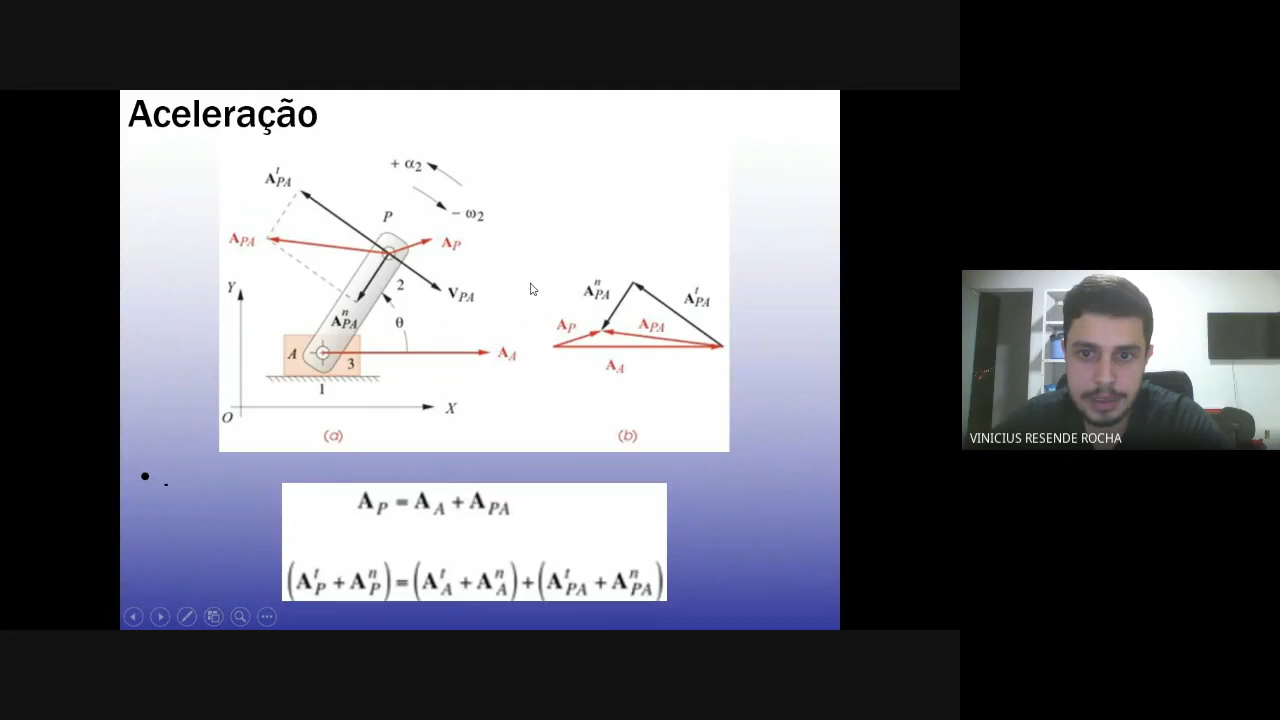 Aceleração
+ α₂
− ω₂
A^t_PA
P
A_PA
A_P
V_PA
2
A^n_PA
θ
Y
A
3
A_A
1
O
X
(a)
A^n_PA
A^t_PA
A_P
A_PA
A_A
(b)
• .
A_P = A_A + A_PA
(A^t_P + A^n_P) = (A^t_A + A^n_A) + (A^t_PA + A^n_PA)
VINICIUS RESENDE ROCHA